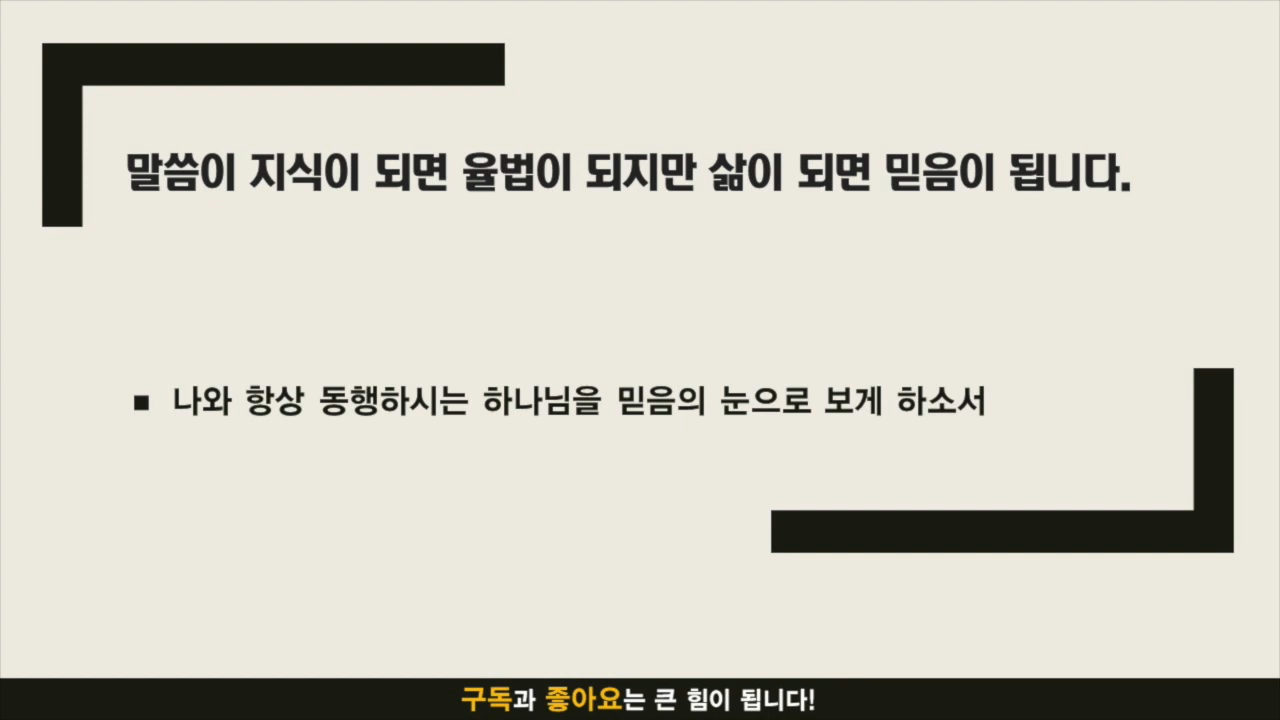 말씀이 지식이 되면 율법이 되지만 삶이 되면 믿음이 됩니다.
■ 나와 항상 동행하시는 하나님을 믿음의 눈으로 보게 하소서
구독과 좋아요는 큰 힘이 됩니다!